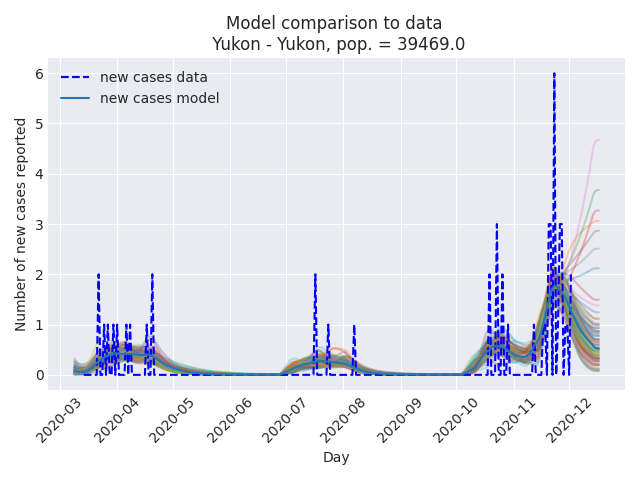 Model comparison to data
Yukon - Yukon, pop. = 39469.0
new cases data
new cases model
Number of new cases reported
6
5
4
3
2
1
0
2020-03
2020-04
2020-05
2020-06
2020-07
2020-08
2020-09
2020-10
2020-11
2020-12
Day